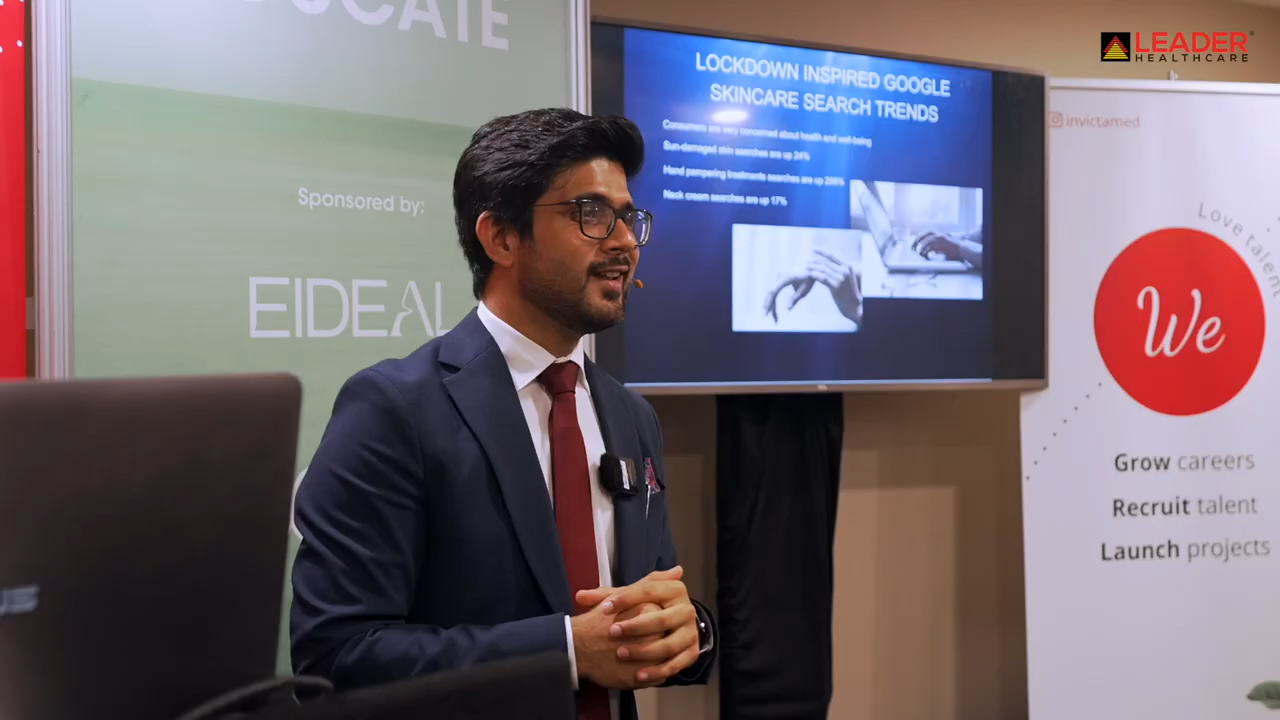 Sponsored by:
EIDEAL
LOCKDOWN INSPIRED GOOGLE
SKINCARE SEARCH TRENDS
Consumers are very concerned about health and well-being
Sun-damaged skin searches are up 24%
Hand pampering treatments searches are up
Neck cream searches are up 17%
LEADER
HEALTHCARE
invictamed
Love talent
We
Grow careers
Recruit talent
Launch projects